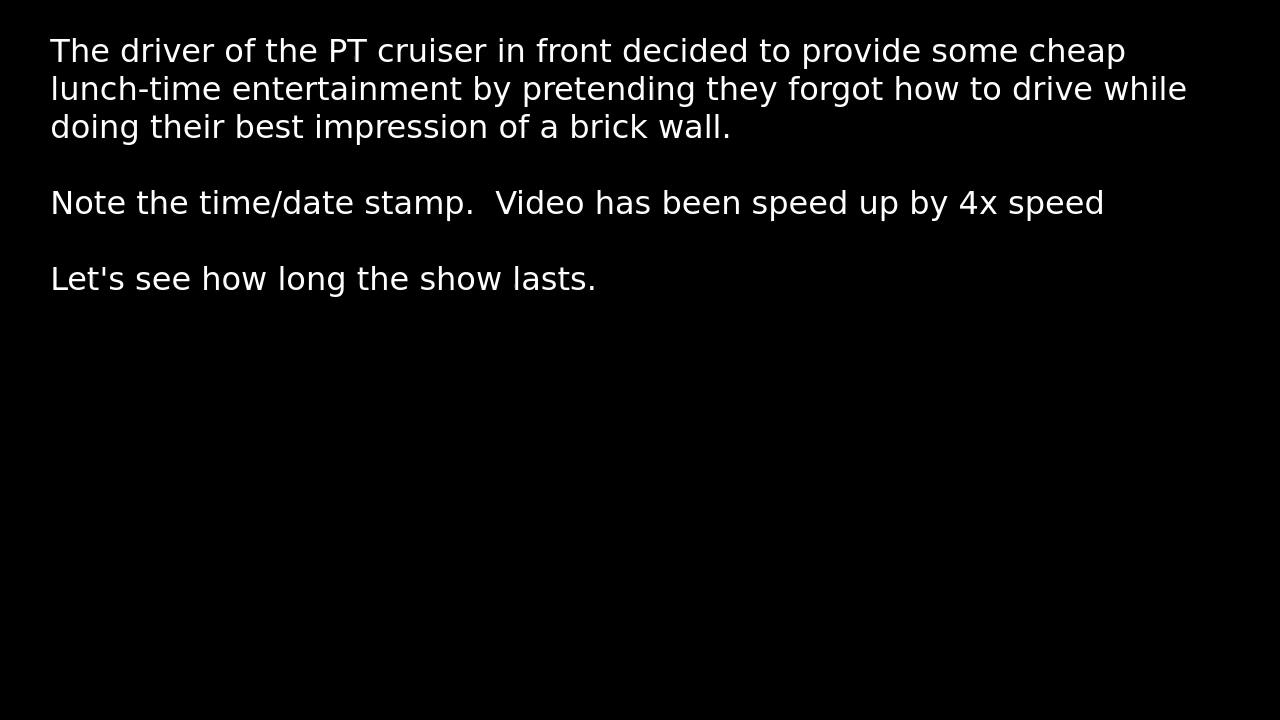 The driver of the PT cruiser in front decided to provide some cheap
lunch-time entertainment by pretending they forgot how to drive while
doing their best impression of a brick wall.
Note the time/date stamp.  Video has been speed up by 4x speed
Let's see how long the show lasts.